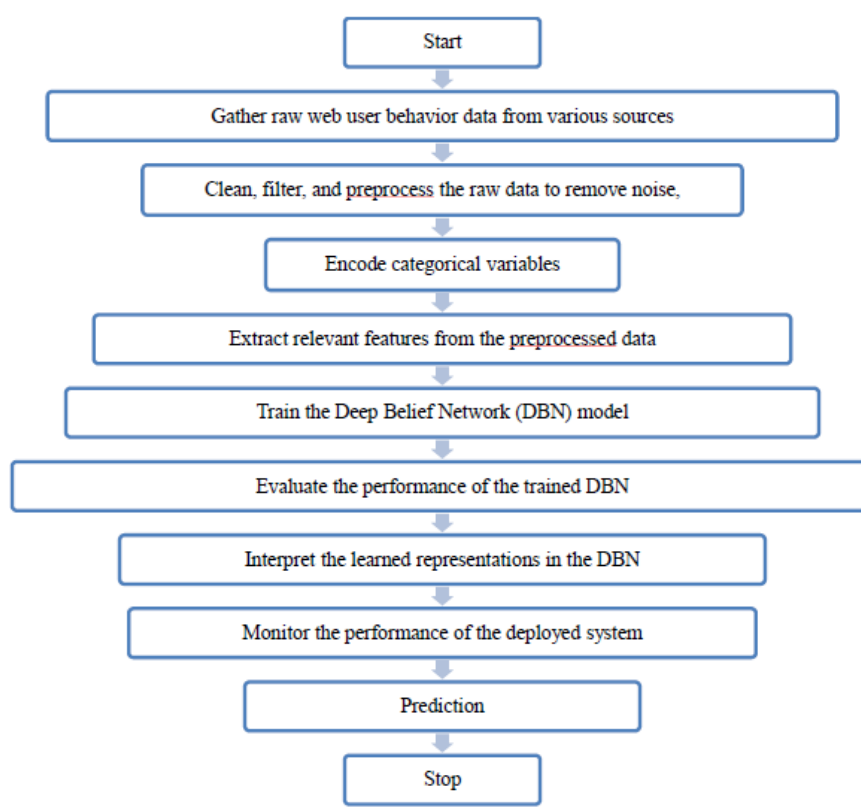 Start
Gather raw web user behavior data from various sources
Clean, filter, and preprocess the raw data to remove noise,
Encode categorical variables
Extract relevant features from the preprocessed data
Train the Deep Belief Network (DBN) model
Evaluate the performance of the trained DBN
Interpret the learned representations in the DBN
Monitor the performance of the deployed system
Prediction
Stop